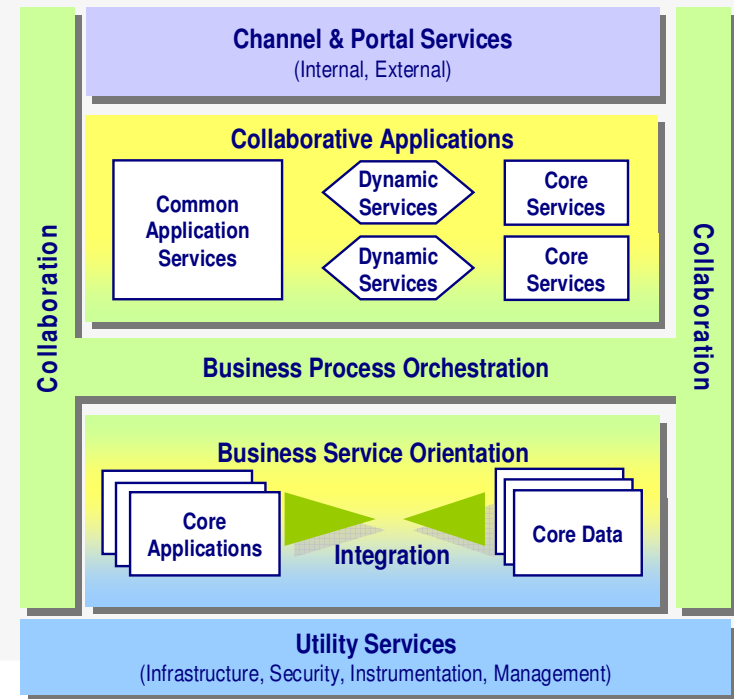 Channel & Portal Services
(Internal, External)
Collaborative Applications
Common
Application
Services
Dynamic
Services
Core
Services
Dynamic
Services
Core
Services
Collaboration
Collaboration
Business Process Orchestration
Business Service Orientation
Core
Applications
Integration
Core Data
Utility Services
(Infrastructure, Security, Instrumentation, Management)